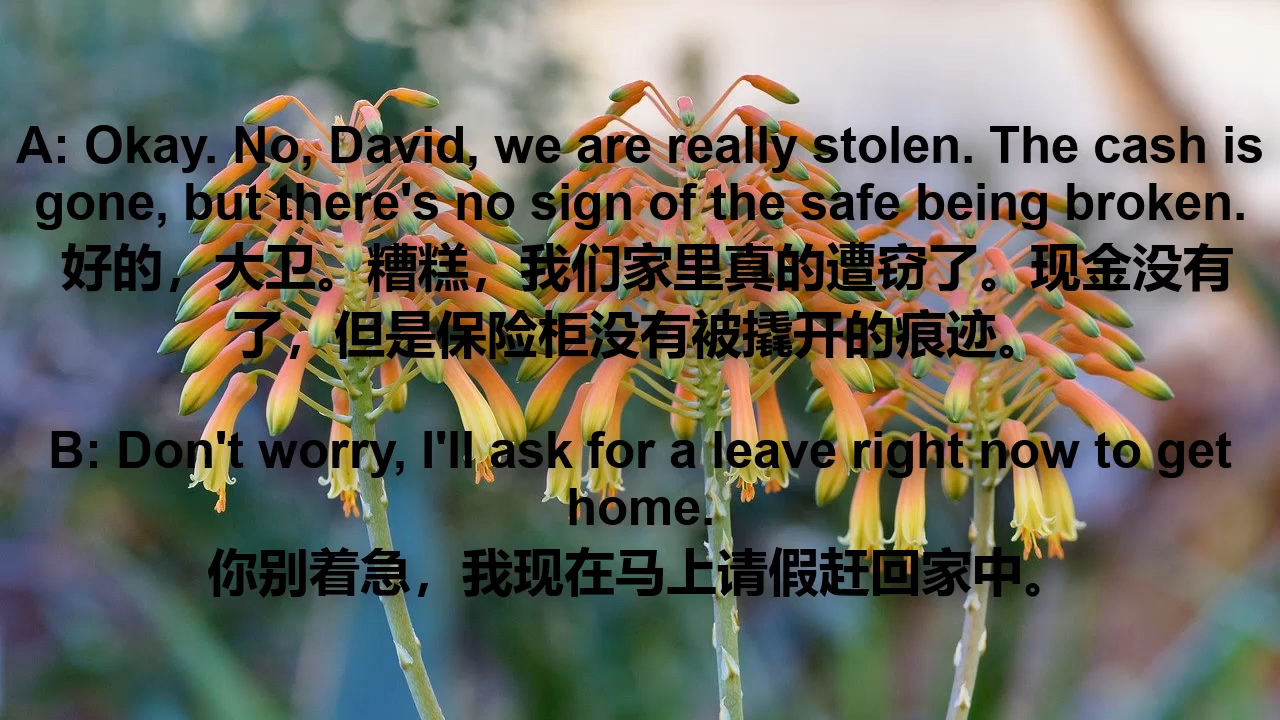 A: Okay. No, David, we are really stolen. The cash is
gone, but there's no sign of the safe being broken.
好的，大卫。糟糕，我们家里真的遭窃了。现金没有
了，但是保险柜没有被撬开的痕迹。
B: Don't worry, I'll ask for a leave right now to get
home.
你别着急，我现在马上请假赶回家中。